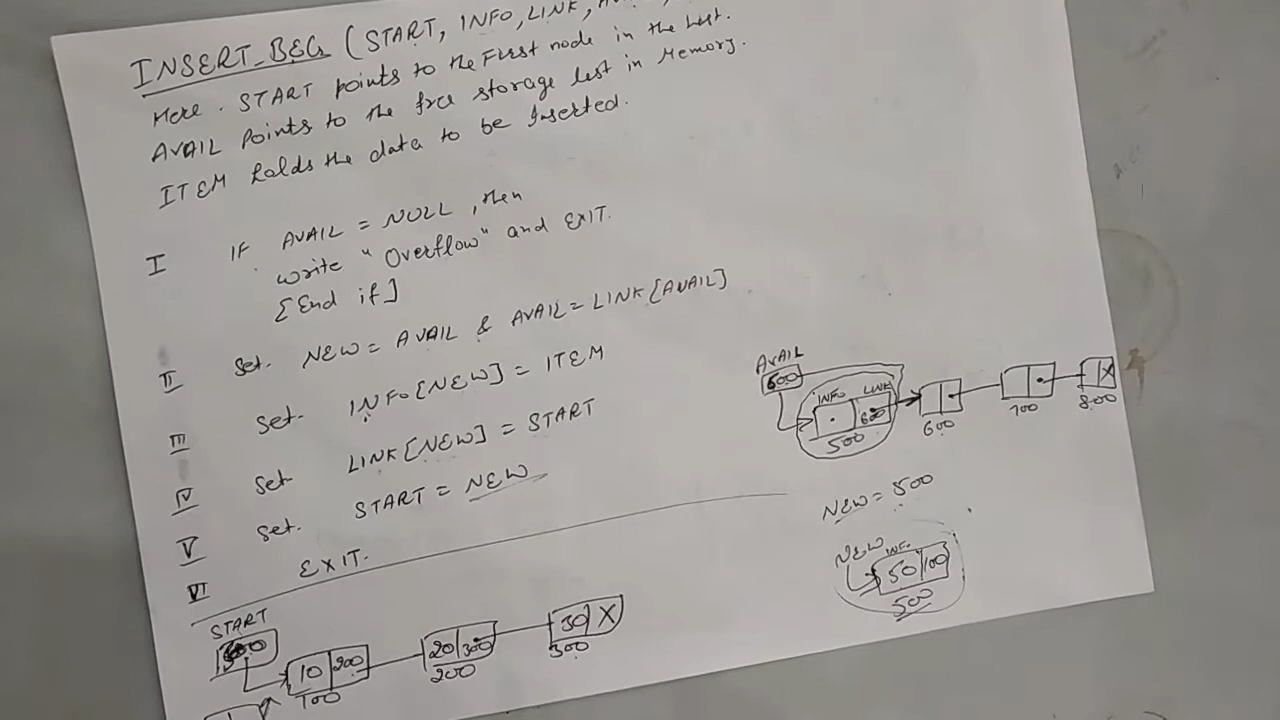 INSERT_BEG (START, INFO, LINK,
Here. START points to the First node in the list.
AVAIL Points to the free storage list in Memory.
ITEM holds the data to be Inserted.
I IF AVAIL = NULL, then
write "Overflow" and EXIT.
[End if]
II Set. NEW = AVAIL & AVAIL = LINK[AVAIL]
III Set. INFO[NEW] = ITEM
IV Set LINK[NEW] = START
V Set. START = NEW
VI EXIT.
AVAIL
600
INFO LINK
600
500 600 700 800
X
NEW = 500
NEW INFO
50 100
500
START
10 200 20 300 30 X
100 200 300